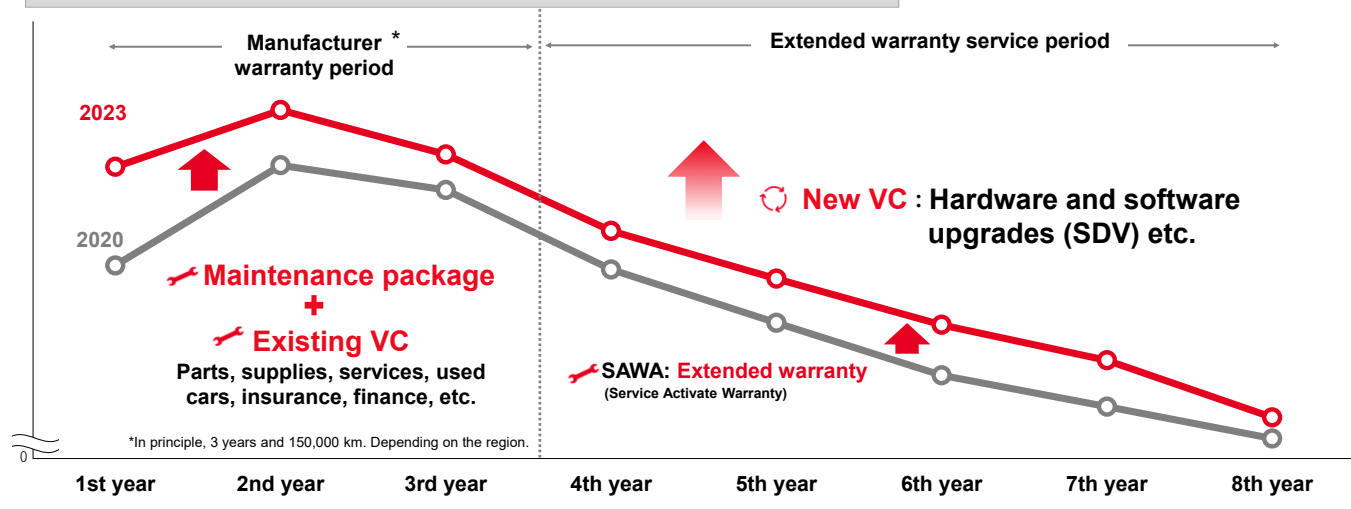 Manufacturer *
warranty period
Extended warranty service period
2023
2020
New VC : Hardware and software
upgrades (SDV) etc.
Maintenance package
+
Existing VC
Parts, supplies, services, used
cars, insurance, finance, etc.
SAWA: Extended warranty
(Service Activate Warranty)
*In principle, 3 years and 150,000 km. Depending on the region.
0
1st year 2nd year 3rd year 4th year 5th year 6th year 7th year 8th year